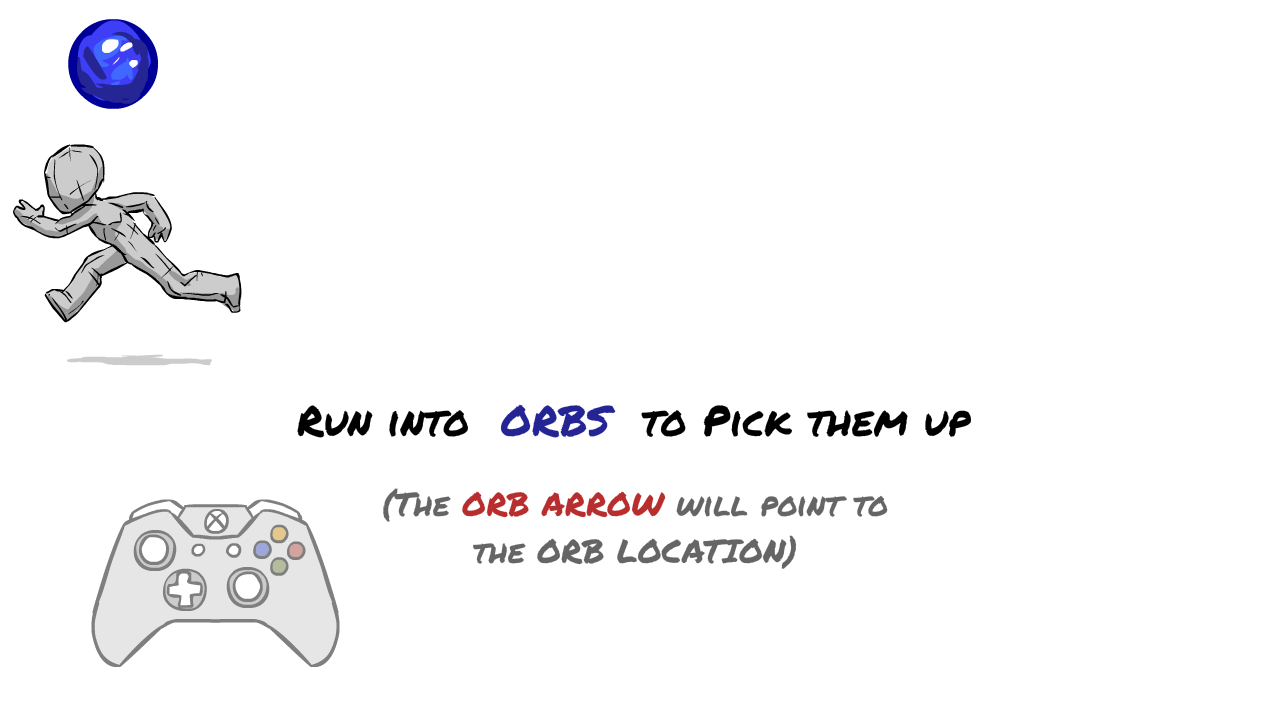 Run into ORBS to Pick them up
(The ORB ARROW will point to
the ORB LOCATION)